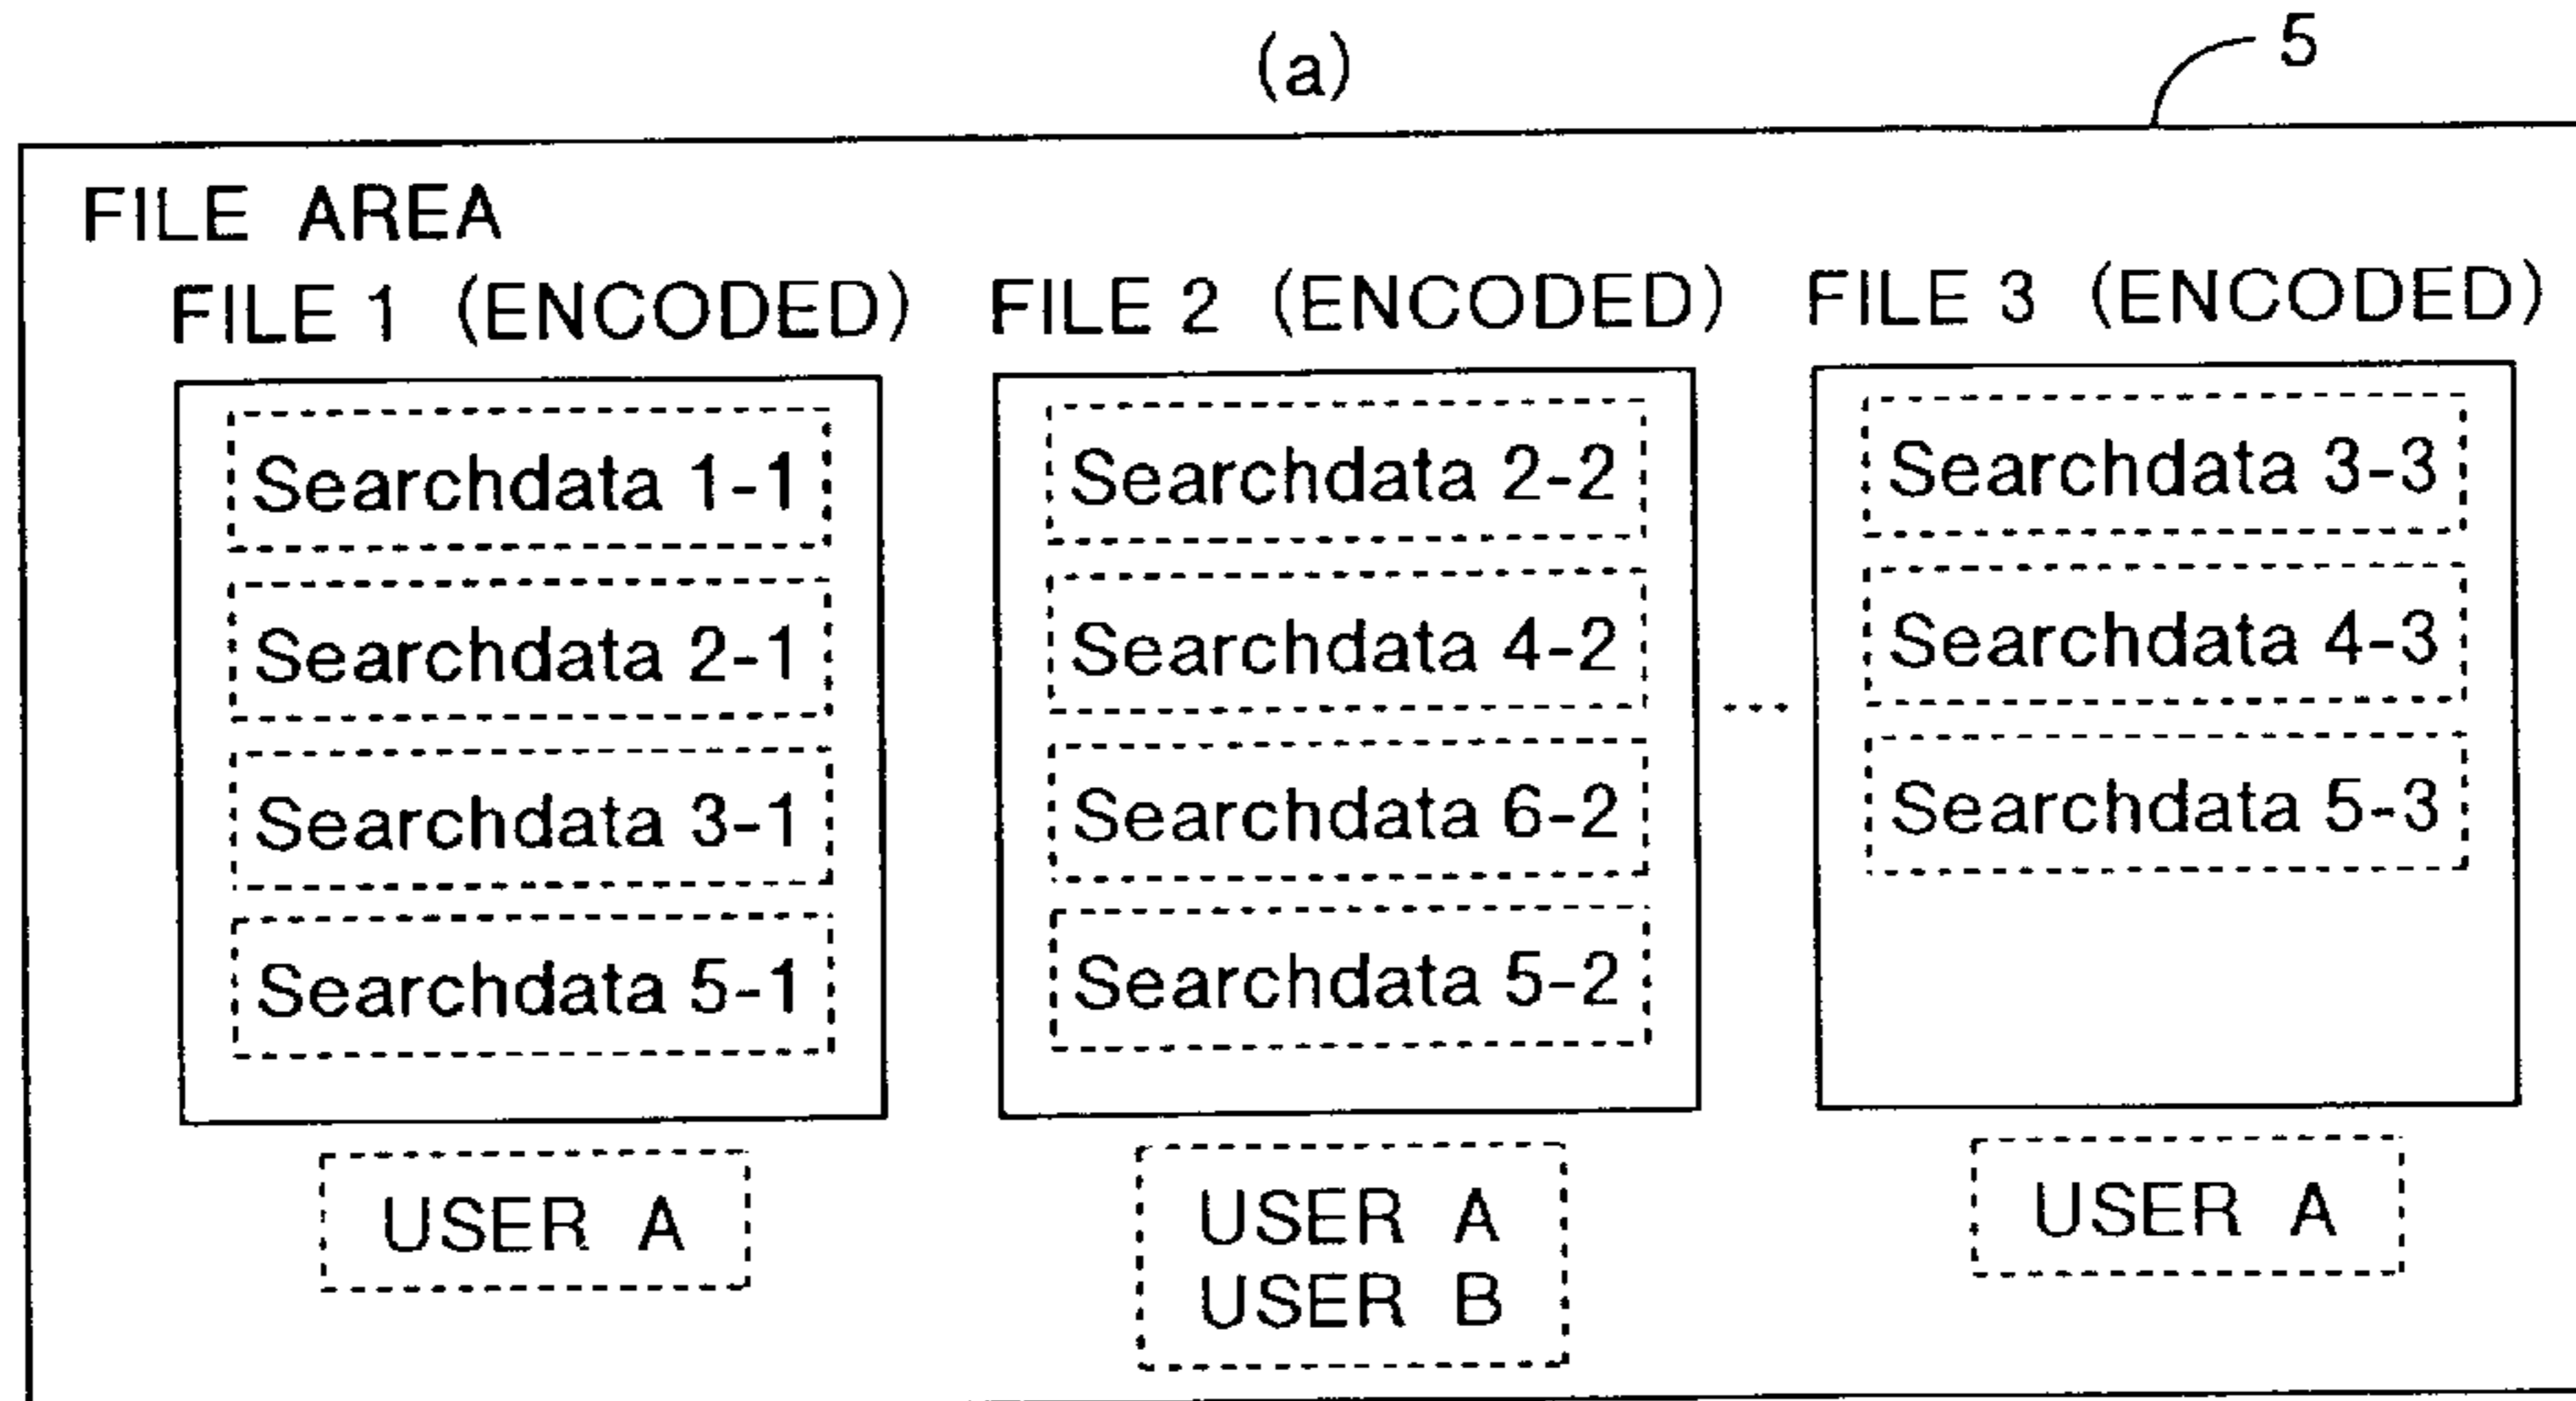 (a)
5
FILE AREA
FILE 1 (ENCODED)
Searchdata 1-1
Searchdata 2-1
Searchdata 3-1
Searchdata 5-1
USER A
FILE 2 (ENCODED)
Searchdata 2-2
Searchdata 4-2
Searchdata 6-2
Searchdata 5-2
USER A
USER B
...
FILE 3 (ENCODED)
Searchdata 3-3
Searchdata 4-3
Searchdata 5-3
USER A